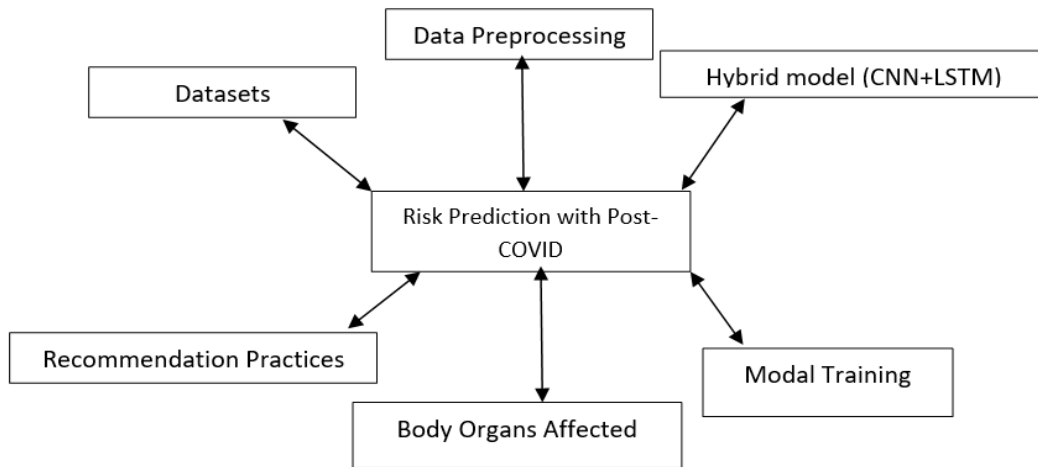 Data Preprocessing
Hybrid model (CNN+LSTM)
Datasets
Risk Prediction with Post-
COVID
Recommendation Practices
Modal Training
Body Organs Affected